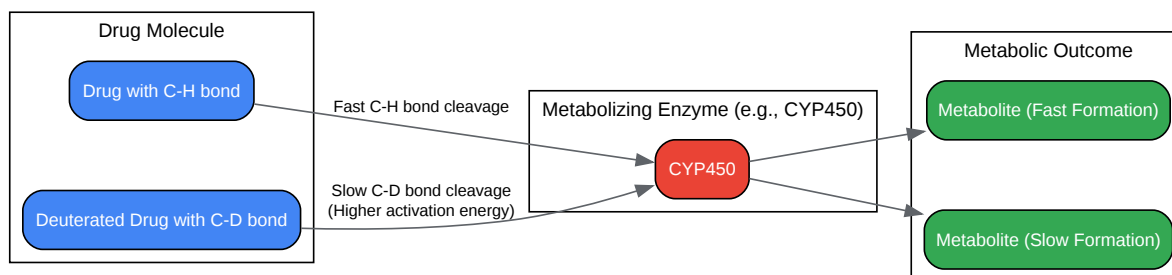 Drug Molecule
Drug with C-H bond
Deuterated Drug with C-D bond
Fast C-H bond cleavage
Slow C-D bond cleavage
(Higher activation energy)
Metabolizing Enzyme (e.g., CYP450)
CYP450
Metabolic Outcome
Metabolite (Fast Formation)
Metabolite (Slow Formation)